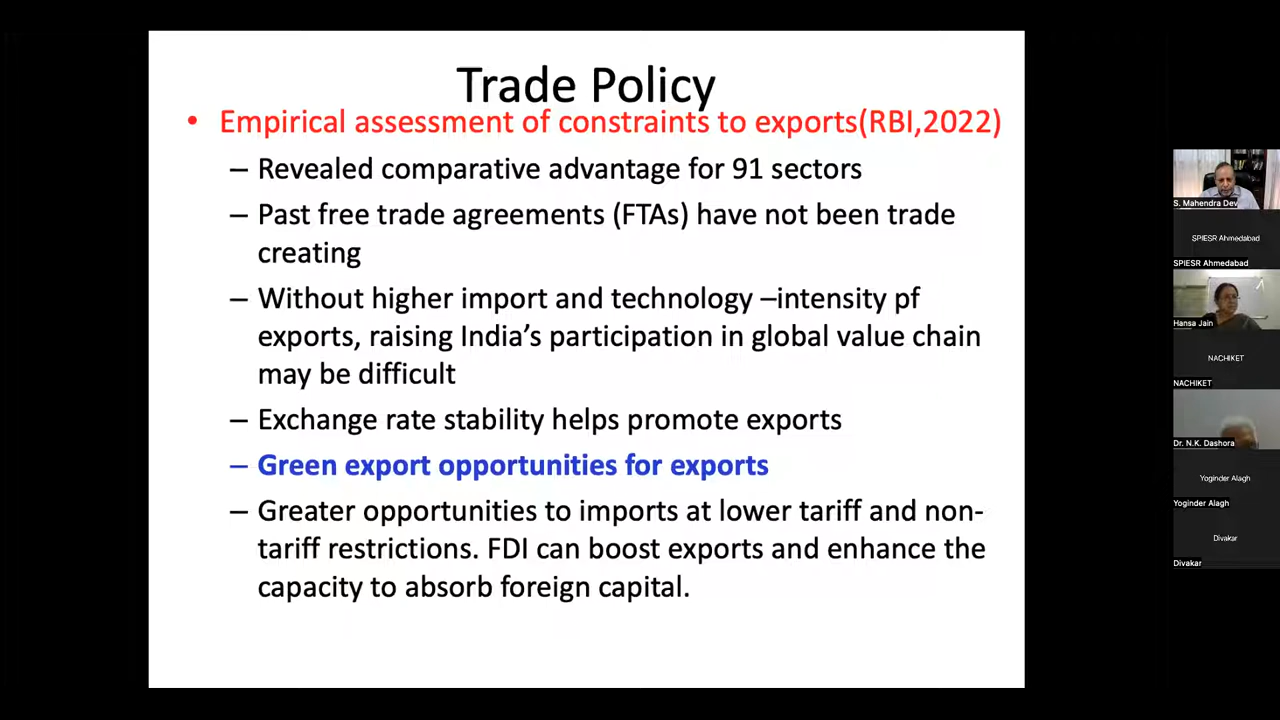 Trade Policy
• Empirical assessment of constraints to exports(RBI,2022)
– Revealed comparative advantage for 91 sectors
– Past free trade agreements (FTAs) have not been trade
creating
– Without higher import and technology –intensity pf
exports, raising India’s participation in global value chain
may be difficult
– Exchange rate stability helps promote exports
– Green export opportunities for exports
– Greater opportunities to imports at lower tariff and non-
tariff restrictions. FDI can boost exports and enhance the
capacity to absorb foreign capital.
S. Mahendra Dev
SPIESR Ahmedabad
SPIESR Ahmedabad
Hansa Jain
NACHIKET
NACHIKET
Dr. N.K. Dashora
Yoginder Alagh
Yoginder Alagh
Divakar
Divakar